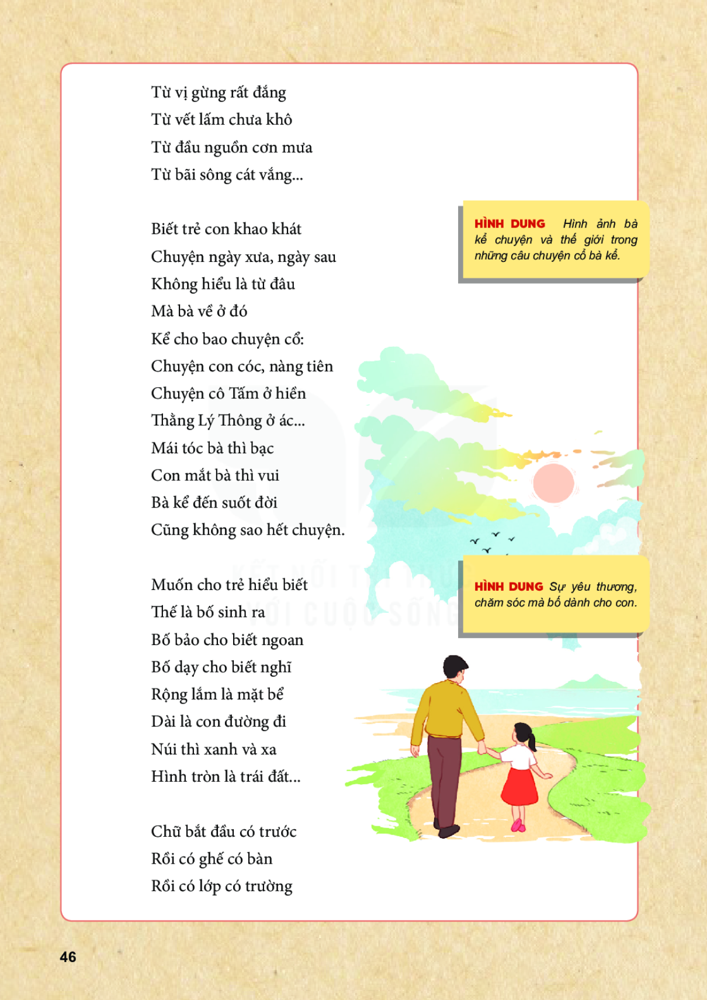 Từ vị gừng rất đắng
Từ vết lấm chưa khô
Từ đầu nguồn cơn mưa
Từ bãi sông cát vắng...
Biết trẻ con khao khát
Chuyện ngày xưa, ngày sau
Không hiểu là từ đâu
Mà bà về ở đó
Kể cho bao chuyện cổ:
Chuyện con cóc, nàng tiên
Chuyện cô Tấm ở hiền
Thằng Lý Thông ở ác...
Mái tóc bà thì bạc
Con mắt bà thì vui
Bà kể đến suốt đời
Cũng không sao hết chuyện.
HÌNH DUNG Hình ảnh bà
kể chuyện và thế giới trong
những câu chuyện cổ bà kể.
Muốn cho trẻ hiểu biết
Thế là bố sinh ra
Bố bảo cho biết ngoan
Bố dạy cho biết nghĩ
Rộng lắm là mặt bể
Dài là con đường đi
Núi thì xanh và xa
Hình tròn là trái đất...
HÌNH DUNG Sự yêu thương,
chăm sóc mà bố dành cho con.
Chữ bắt đầu có trước
Rồi có ghế có bàn
Rồi có lớp có trường
KẾT NỐI TRI THỨC
VỚI CUỘC SỐNG
46